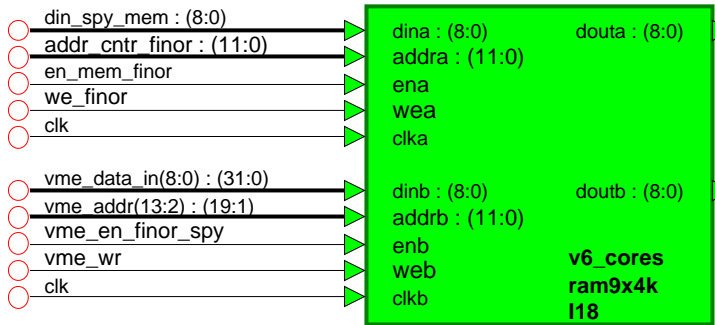 din_spy_mem : (8:0)
addr_cntr_finor : (11:0)
en_mem_finor
we_finor
clk
dina : (8:0) douta : (8:0)
addra : (11:0)
ena
wea
clka
vme_data_in(8:0) : (31:0)
vme_addr(13:2) : (19:1)
vme_en_finor_spy
vme_wr
clk
dinb : (8:0) doutb : (8:0)
addrb : (11:0)
enb
web
clkb
v6_cores
ram9x4k
I18